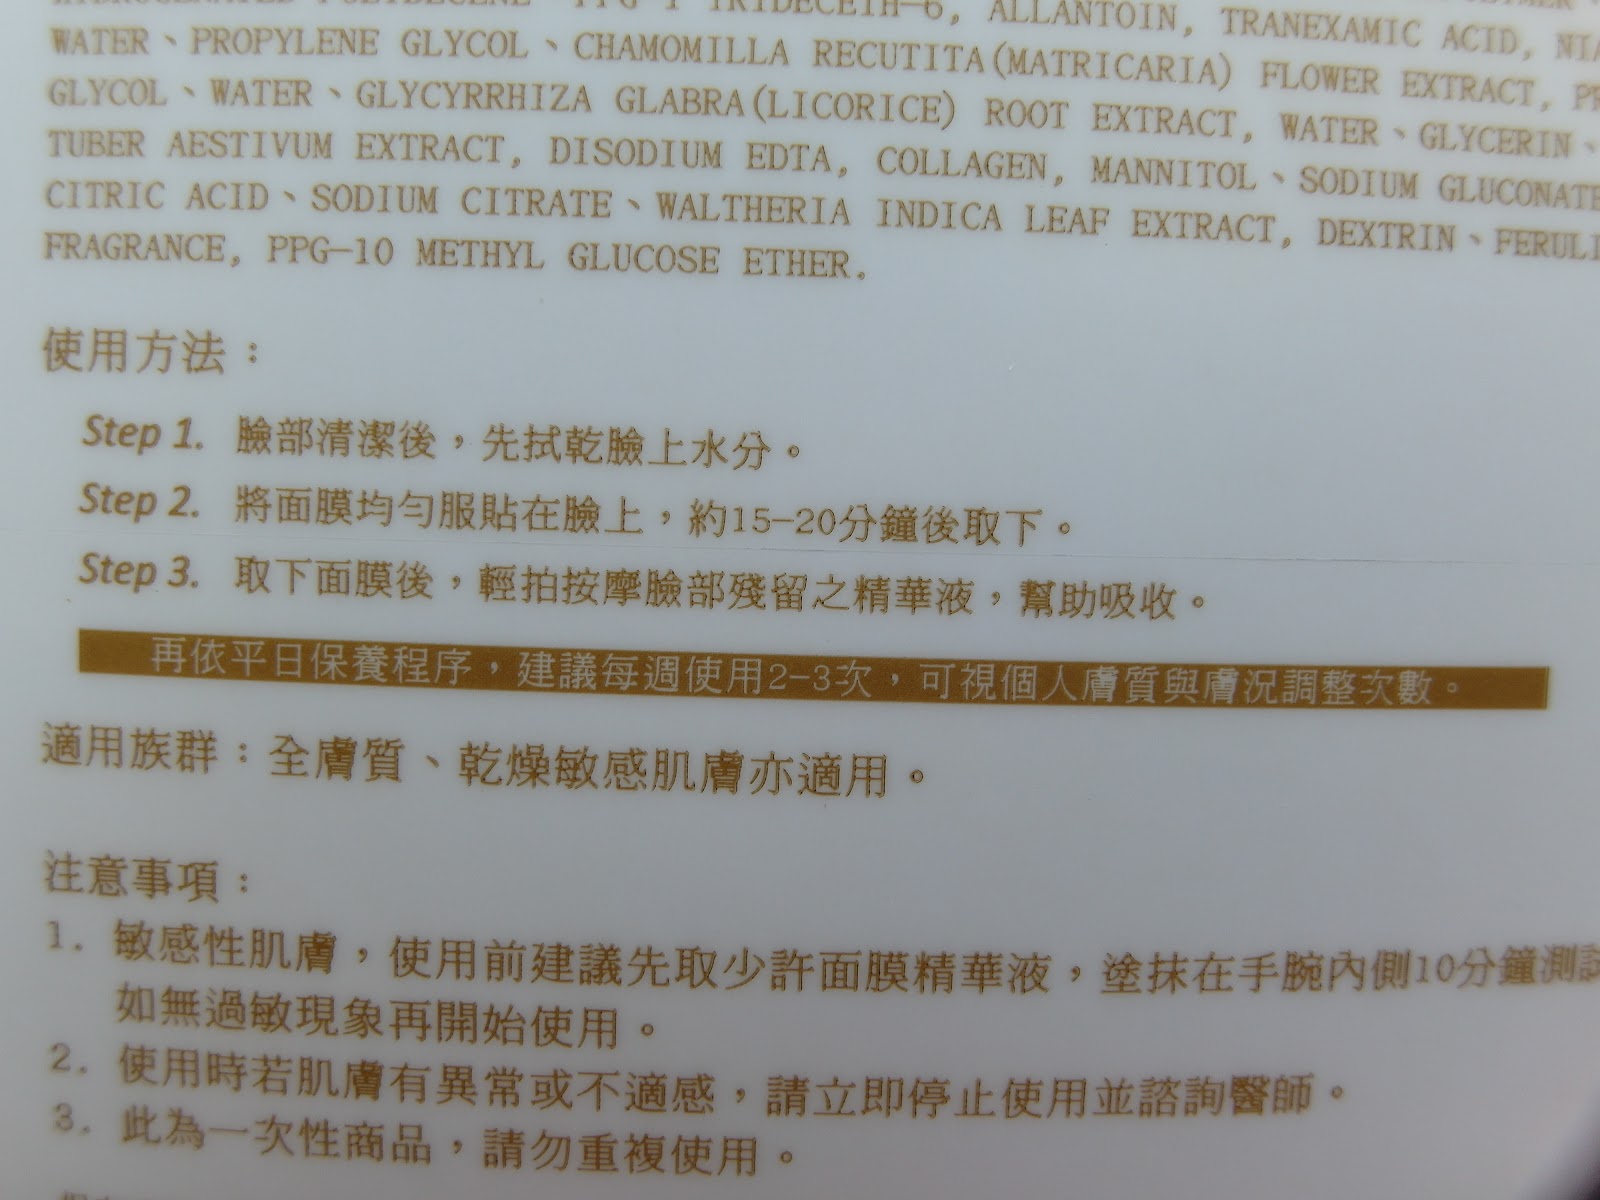 TRIDECETH-6, ALLANTOIN, TRANEXAMIC ACID,
WATER、PROPYLENE GLYCOL、CHAMOMILLA RECUTITA(MATRICARIA) FLOWER EXTRACT,
GLYCOL、WATER、GLYCYRRHIZA GLABRA(LICORICE) ROOT EXTRACT, WATER、GLYCERIN、
TUBER AESTIVUM EXTRACT, DISODIUM EDTA, COLLAGEN, MANNITOL、SODIUM GLUCONATE
CITRIC ACID、SODIUM CITRATE、WALTHERIA INDICA LEAF EXTRACT, DEXTRIN、FERULI
FRAGRANCE, PPG-10 METHYL GLUCOSE ETHER.
使用方法：
Step 1. 臉部清潔後，先拭乾臉上水分。
Step 2. 將面膜均勻服貼在臉上，約15-20分鐘後取下。
Step 3. 取下面膜後，輕拍按摩臉部殘留之精華液，幫助吸收。
再依平日保養程序，建議每週使用2-3次，可視個人膚質與膚況調整次數。
適用族群：全膚質、乾燥敏感肌膚亦適用。
注意事項：
1. 敏感性肌膚，使用前建議先取少許面膜精華液，塗抹在手腕內側10分鐘測試
如無過敏現象再開始使用。
2. 使用時若肌膚有異常或不適感，請立即停止使用並諮詢醫師。
3. 此為一次性商品，請勿重複使用。